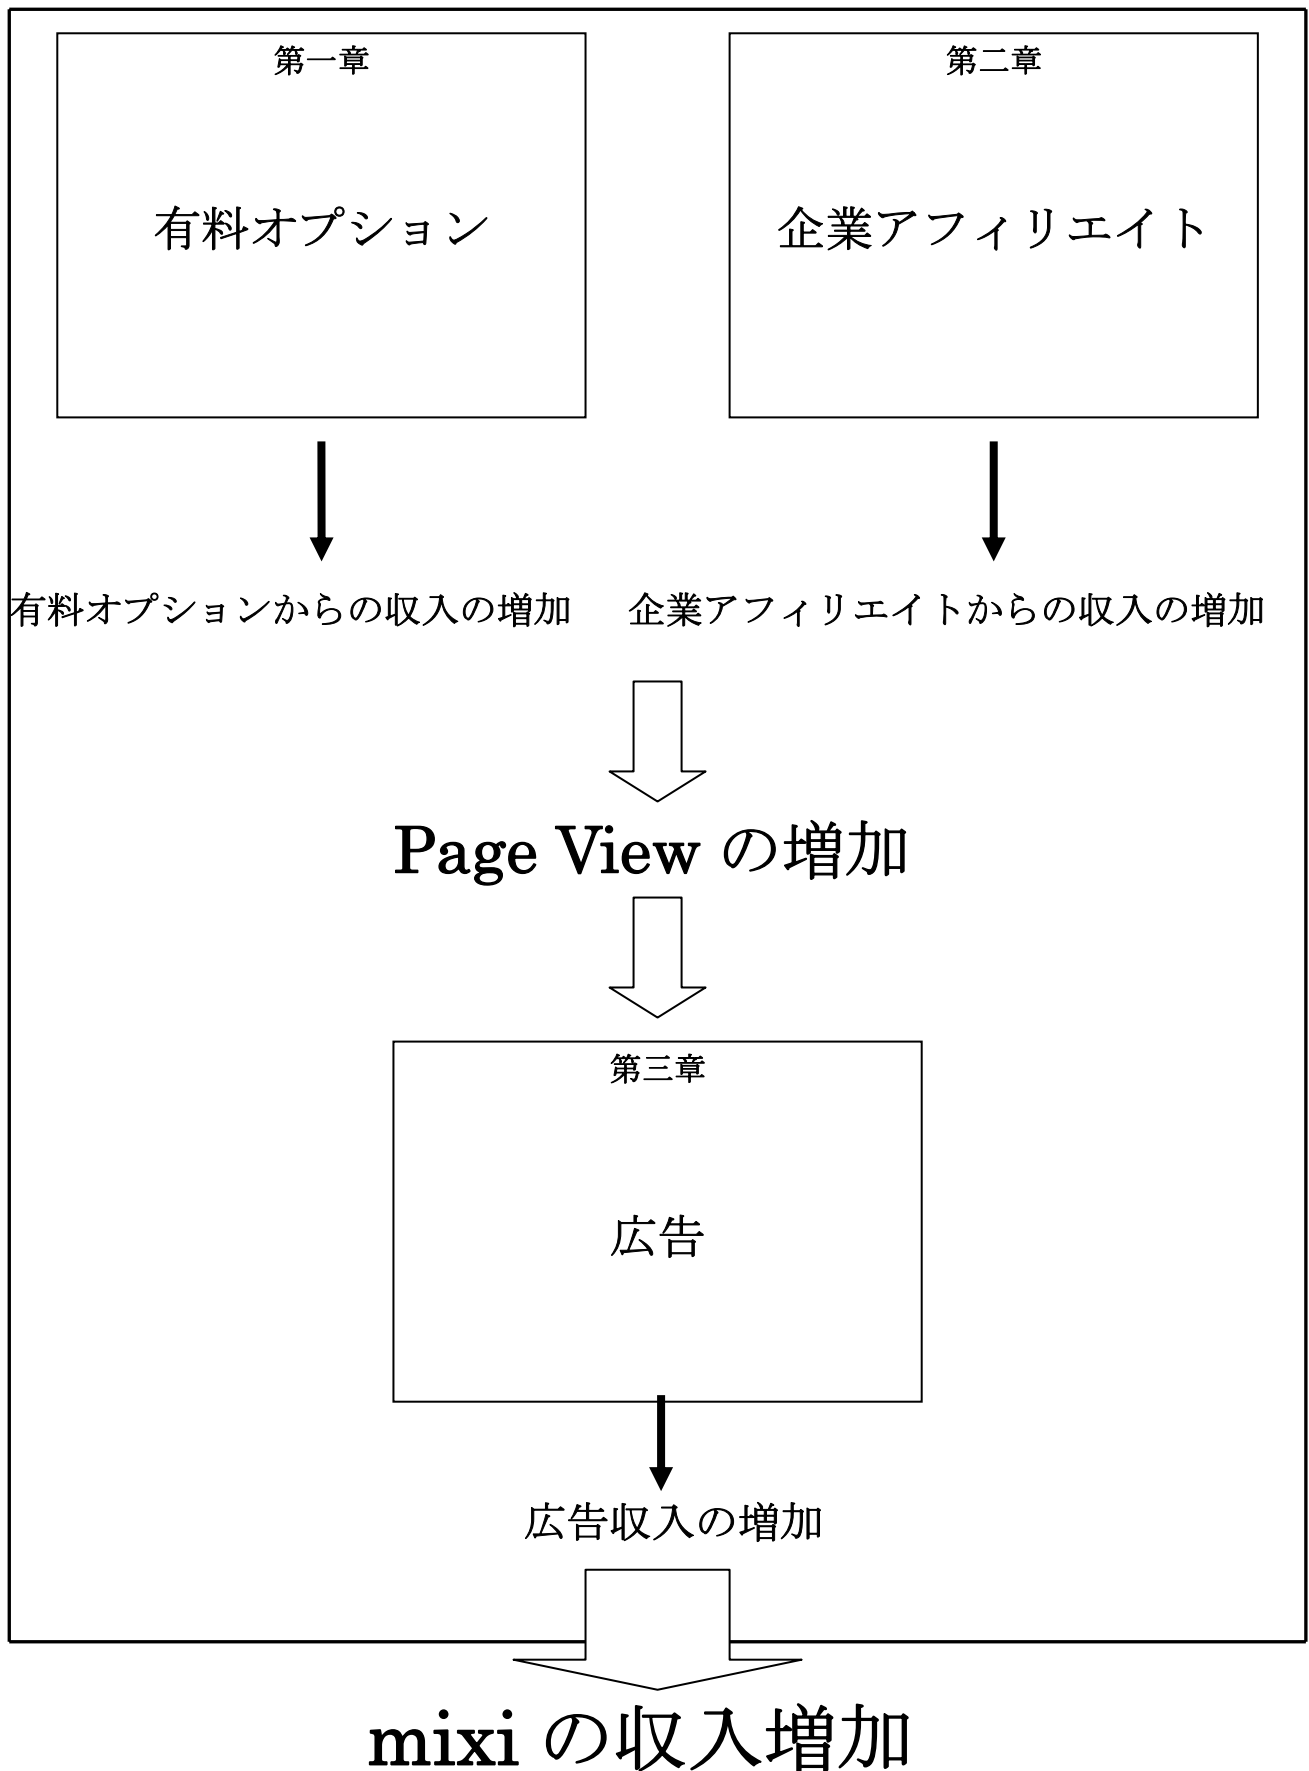 第一章
有料オプション
第二章
企業アフィリエイト
有料オプションからの収入の増加
企業アフィリエイトからの収入の増加
Page View の増加
第三章
広告
広告収入の増加
mixi の収入増加